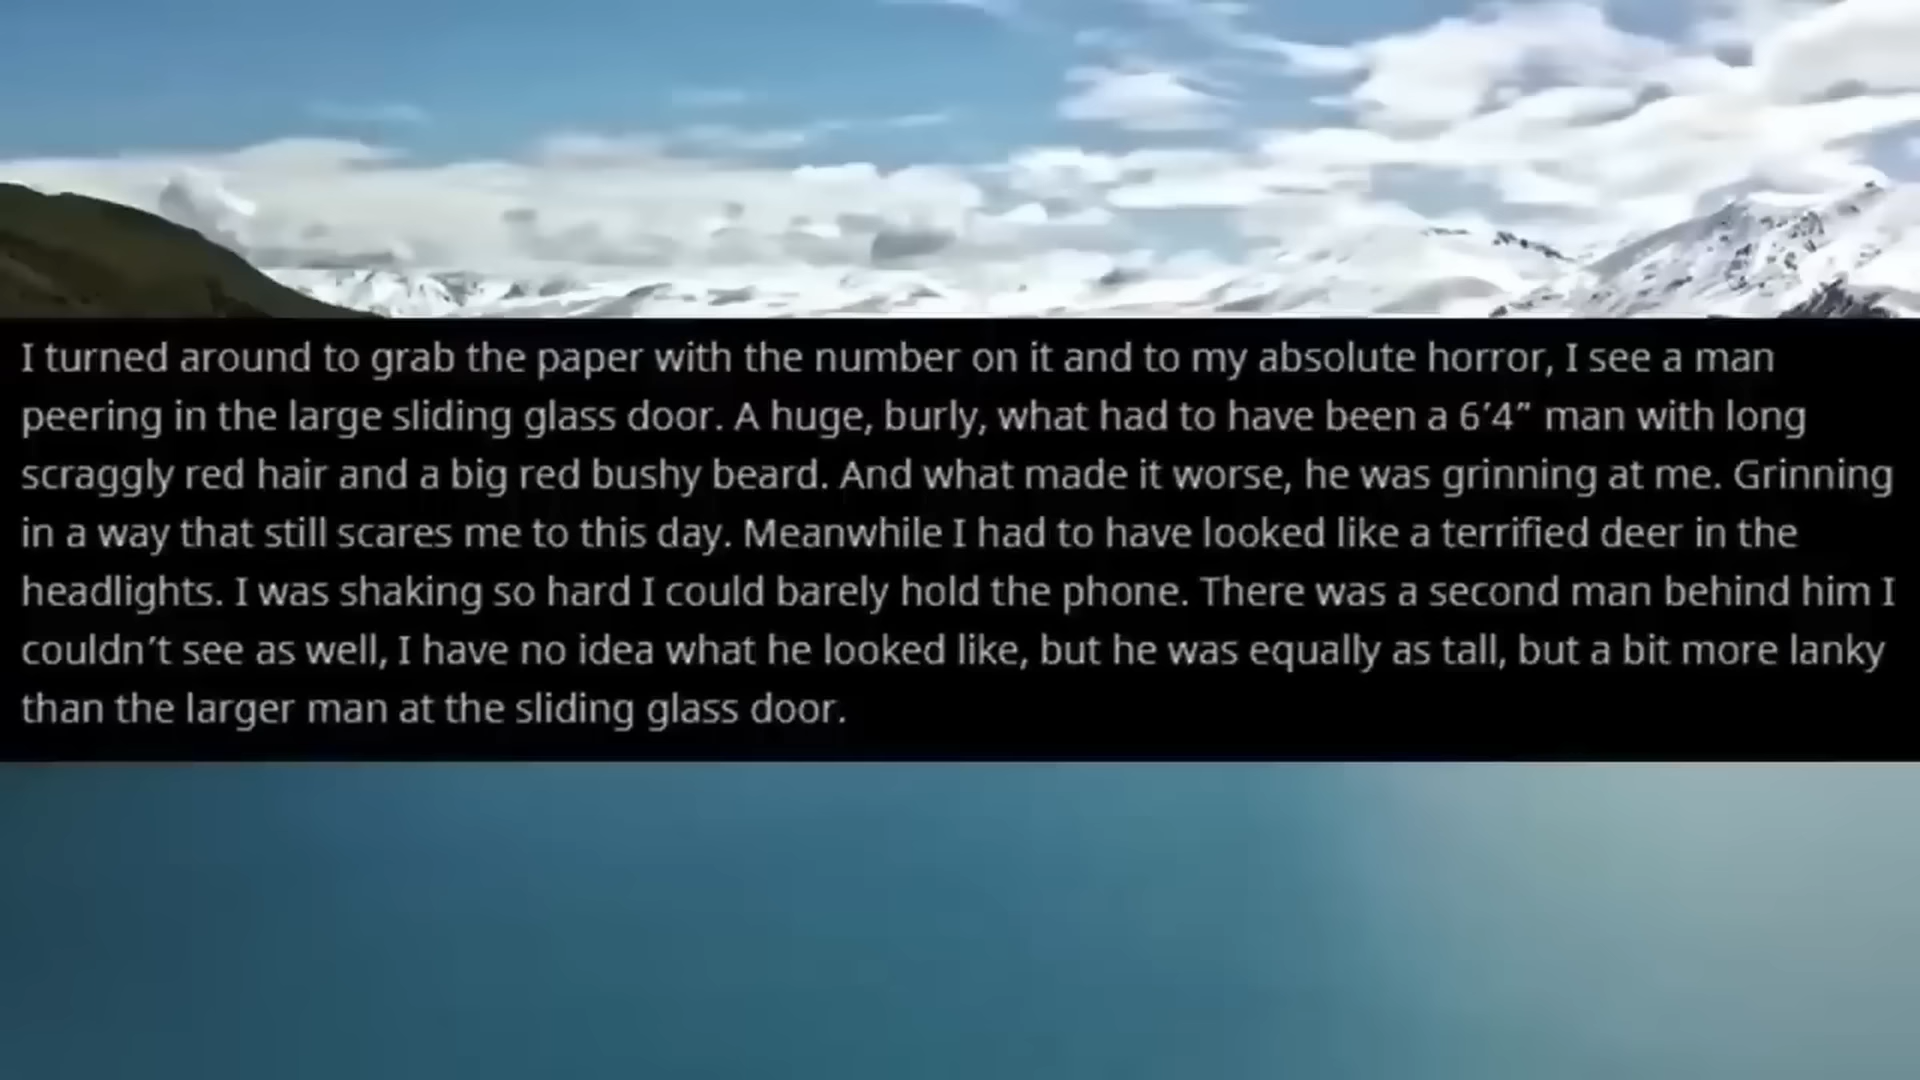 I turned around to grab the paper with the number on it and to my absolute horror, I see a man
peering in the large sliding glass door. A huge, burly, what had to have been a 6′4″ man with long
scraggly red hair and a big red bushy beard. And what made it worse, he was grinning at me. Grinning
in a way that still scares me to this day. Meanwhile I had to have looked like a terrified deer in the
headlights. I was shaking so hard I could barely hold the phone. There was a second man behind him I
couldn’t see as well, I have no idea what he looked like, but he was equally as tall, but a bit more lanky
than the larger man at the sliding glass door.